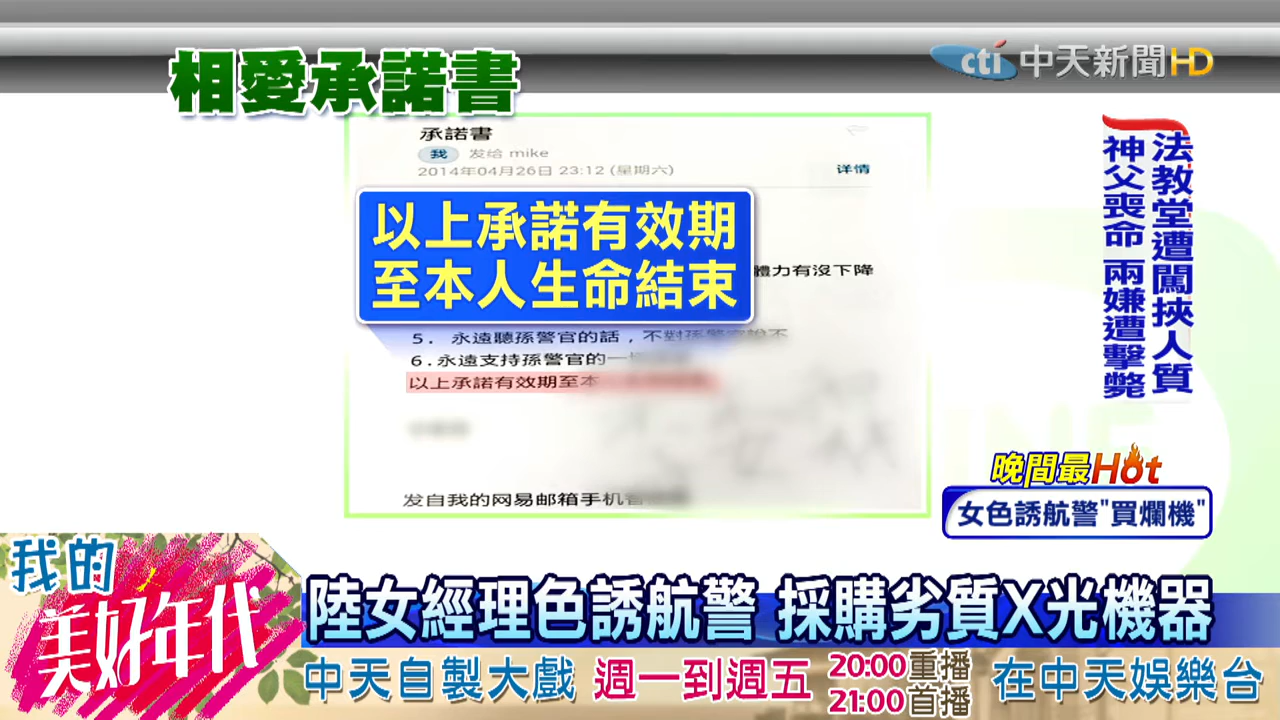 相愛承諾書
cti 中天新聞HD
承諾書
我 发给 mike
2014年04月26日 23:12 (星期六)
详情
以上承諾有效期
至本人生命結束
體力有沒下降
5. 永遠聽孫警官的話，不對孫警官說不
6.永遠支持孫警官的一
以上承諾有效期至本
发自我的网易邮箱手机
法教堂遭闖挾人質
神父喪命 兩嫌遭擊斃
晚間最Hot
女色誘航警"買爛機"
我的
美好年代
陸女經理色誘航警 採購劣質X光機器
中天自製大戲 週一到週五 20:00重播 21:00首播 在中天娛樂台